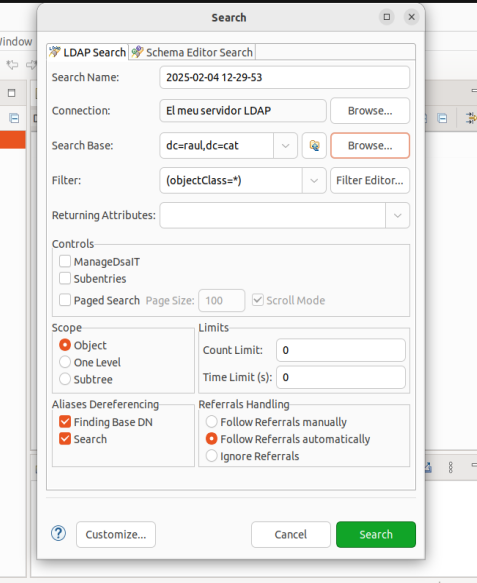 Search
Window
LDAP Search
Schema Editor Search
Search Name:
2025-02-04 12-29-53
Connection:
El meu servidor LDAP
Browse...
Search Base:
dc=raul,dc=cat
Browse...
Filter:
(objectClass=*)
Filter Editor...
Returning Attributes:
Controls
ManageDsaIT
Subentries
Paged Search
Page Size:
100
Scroll Mode
Scope
Object
One Level
Subtree
Limits
Count Limit:
0
Time Limit (s):
0
Aliases Dereferencing
Finding Base DN
Search
Referrals Handling
Follow Referrals manually
Follow Referrals automatically
Ignore Referrals
?
Customize...
Cancel
Search